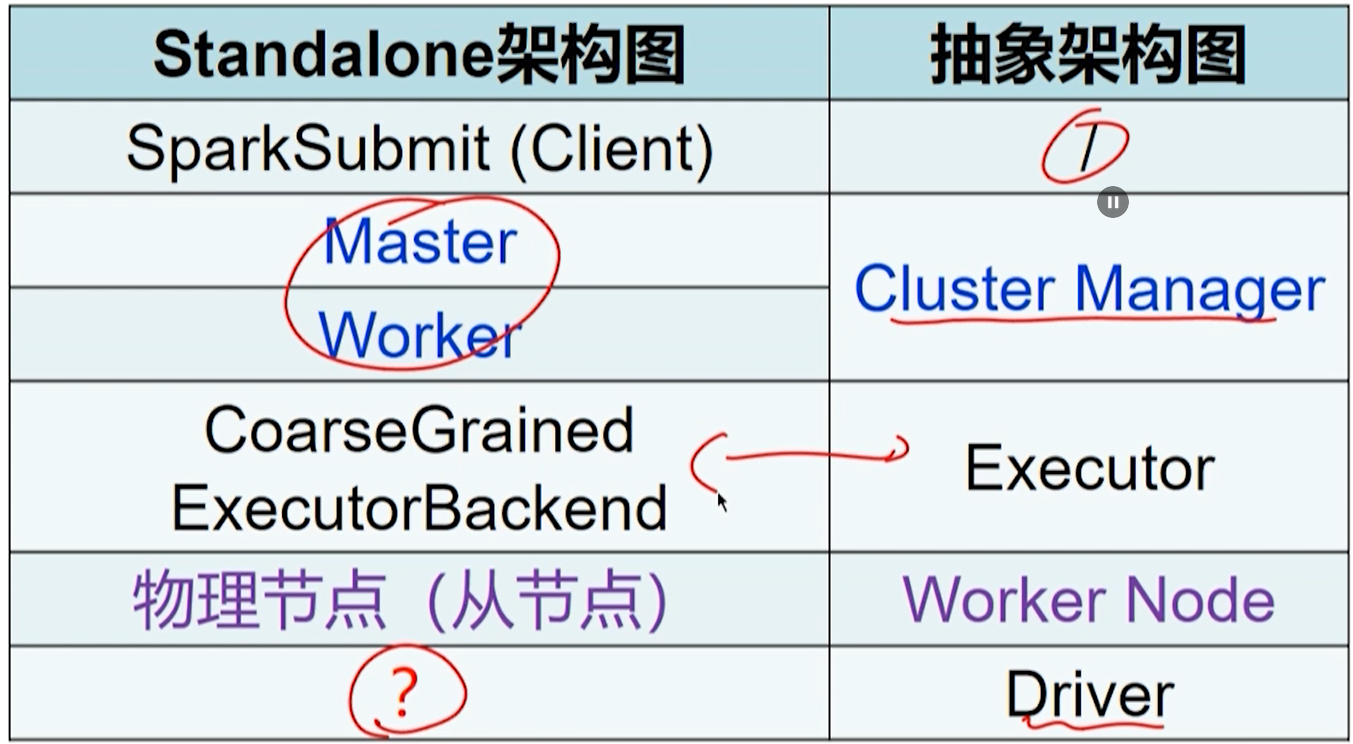 Standalone架构图
抽象架构图
SparkSubmit (Client)
/
Master
Cluster Manager
Worker
CoarseGrained
ExecutorBackend
Executor
物理节点（从节点）
Worker Node
?
Driver